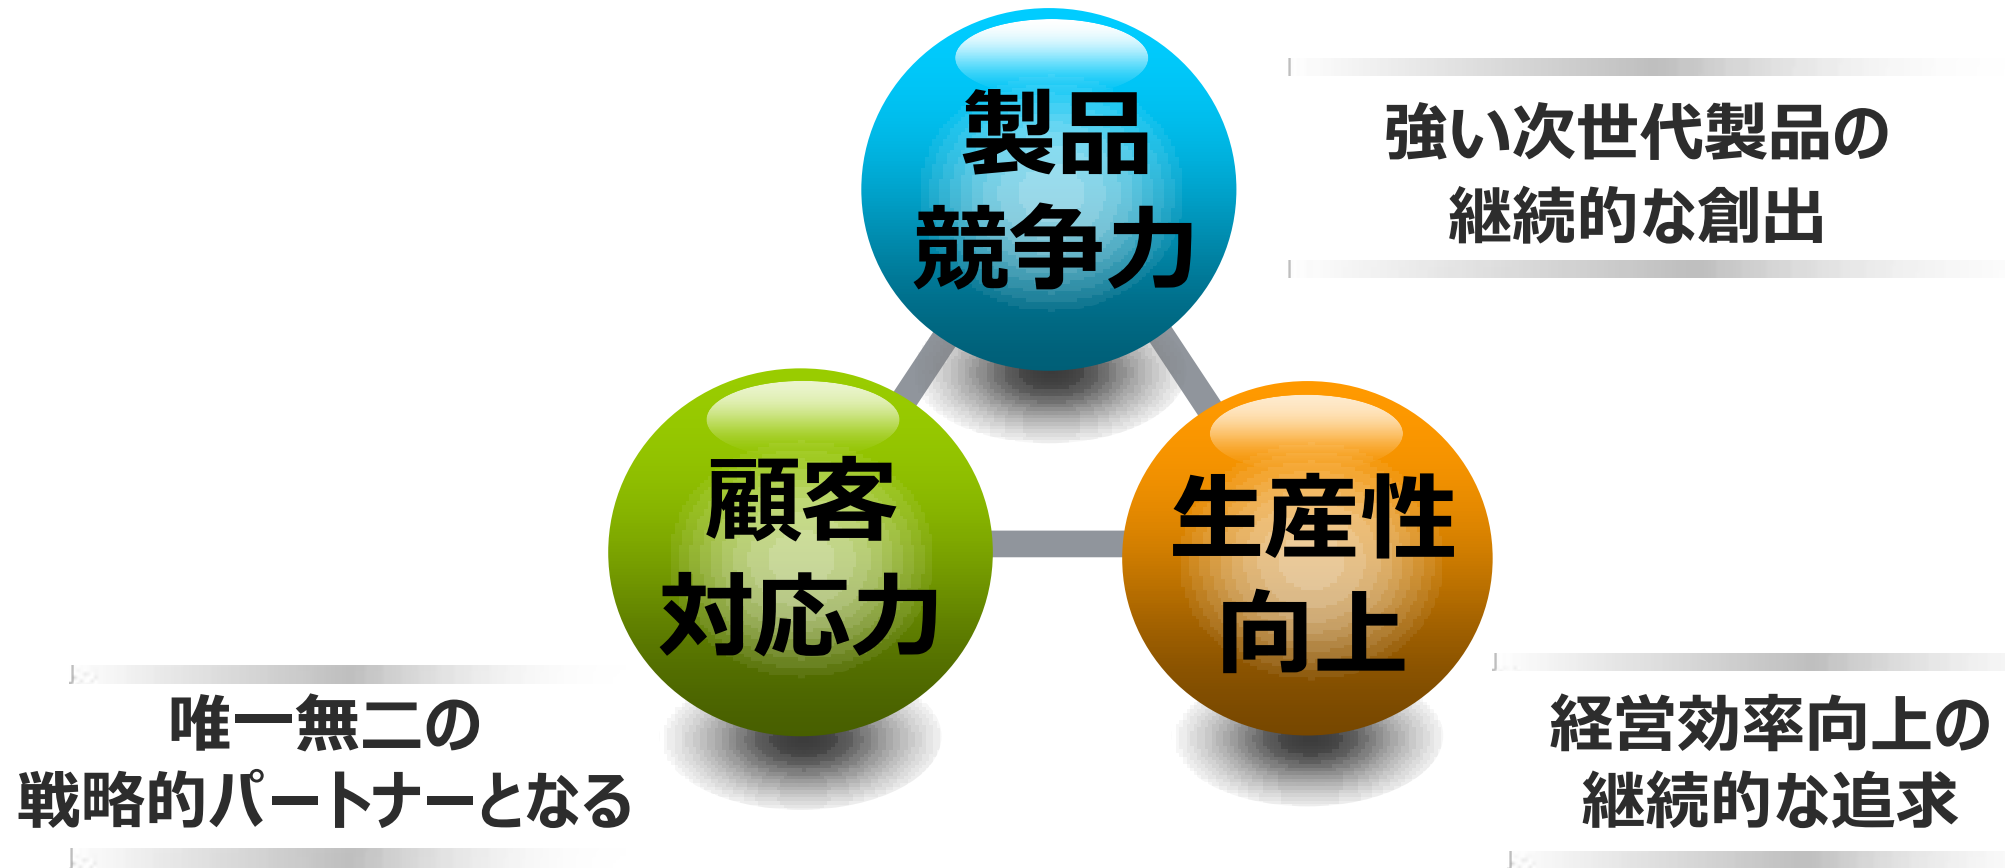 製品
競争力
強い次世代製品の
継続的な創出
顧客
対応力
唯一無二の
戦略的パートナーとなる
生産性
向上
経営効率向上の
継続的な追求